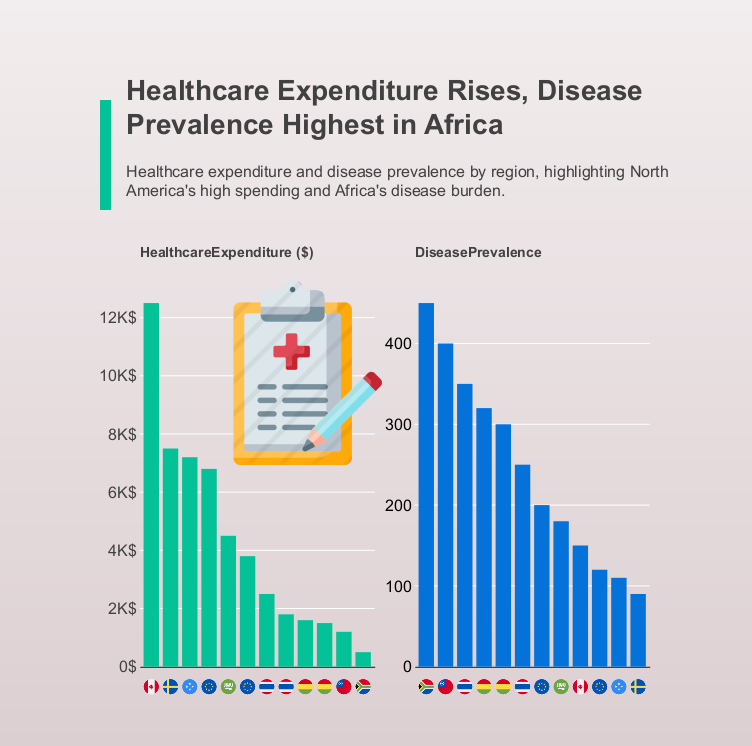 Healthcare Expenditure Rises, Disease
Prevalence Highest in Africa
Healthcare expenditure and disease prevalence by region, highlighting North
America's high spending and Africa's disease burden.
HealthcareExpenditure ($)
12K$
10K$
8K$
6K$
4K$
2K$
0$
DiseasePrevalence
400
300
200
100
0